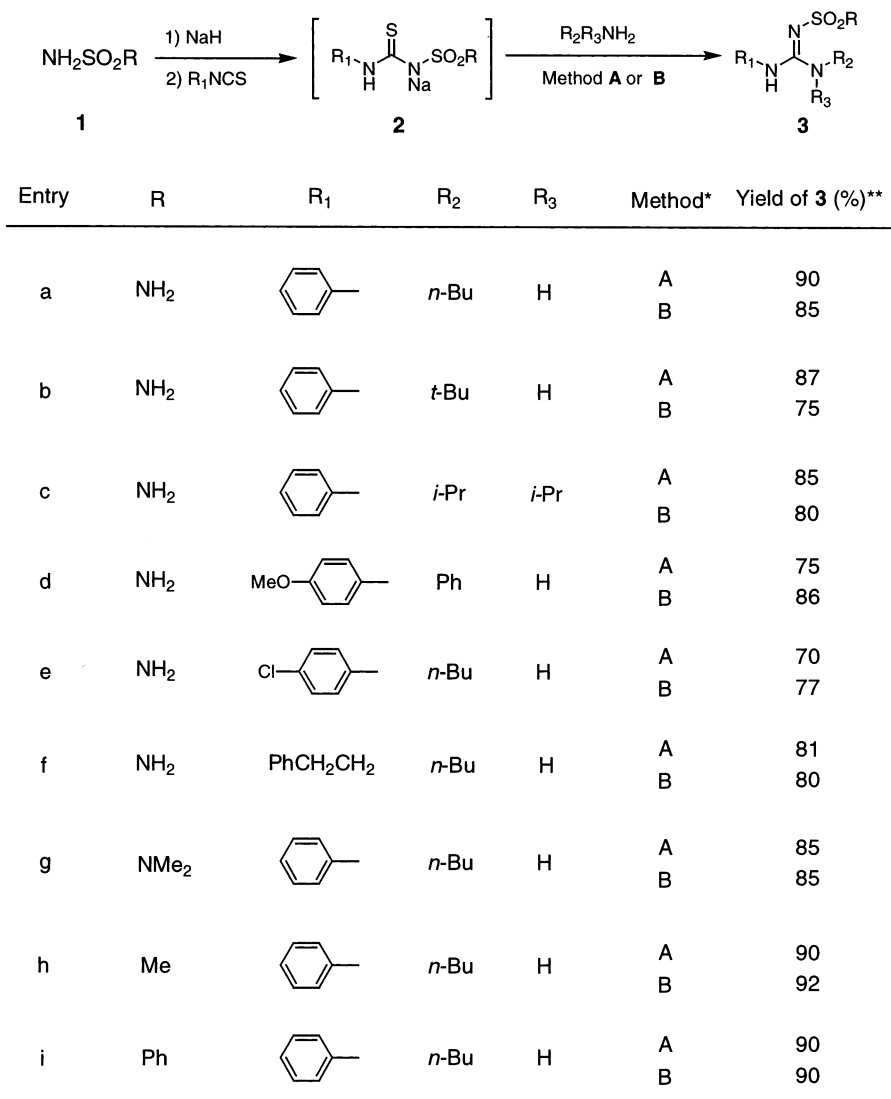 NH2SO2R
1) NaH
2) R1NCS
S
R1 N H N Na SO2R
R2R3NH2
Method A or B
N SO2R
R1 N H N R2 R3
1 2 3
Entry R R1 R2 R3 Method* Yield of 3 (%)**
a NH2 n-Bu H A 90
B 85
b NH2 t-Bu H A 87
B 75
c NH2 i-Pr i-Pr A 85
B 80
d NH2 MeO Ph H A 75
B 86
e NH2 Cl n-Bu H A 70
B 77
f NH2 PhCH2CH2 n-Bu H A 81
B 80
g NMe2 n-Bu H A 85
B 85
h Me n-Bu H A 90
B 92
i Ph n-Bu H A 90
B 90